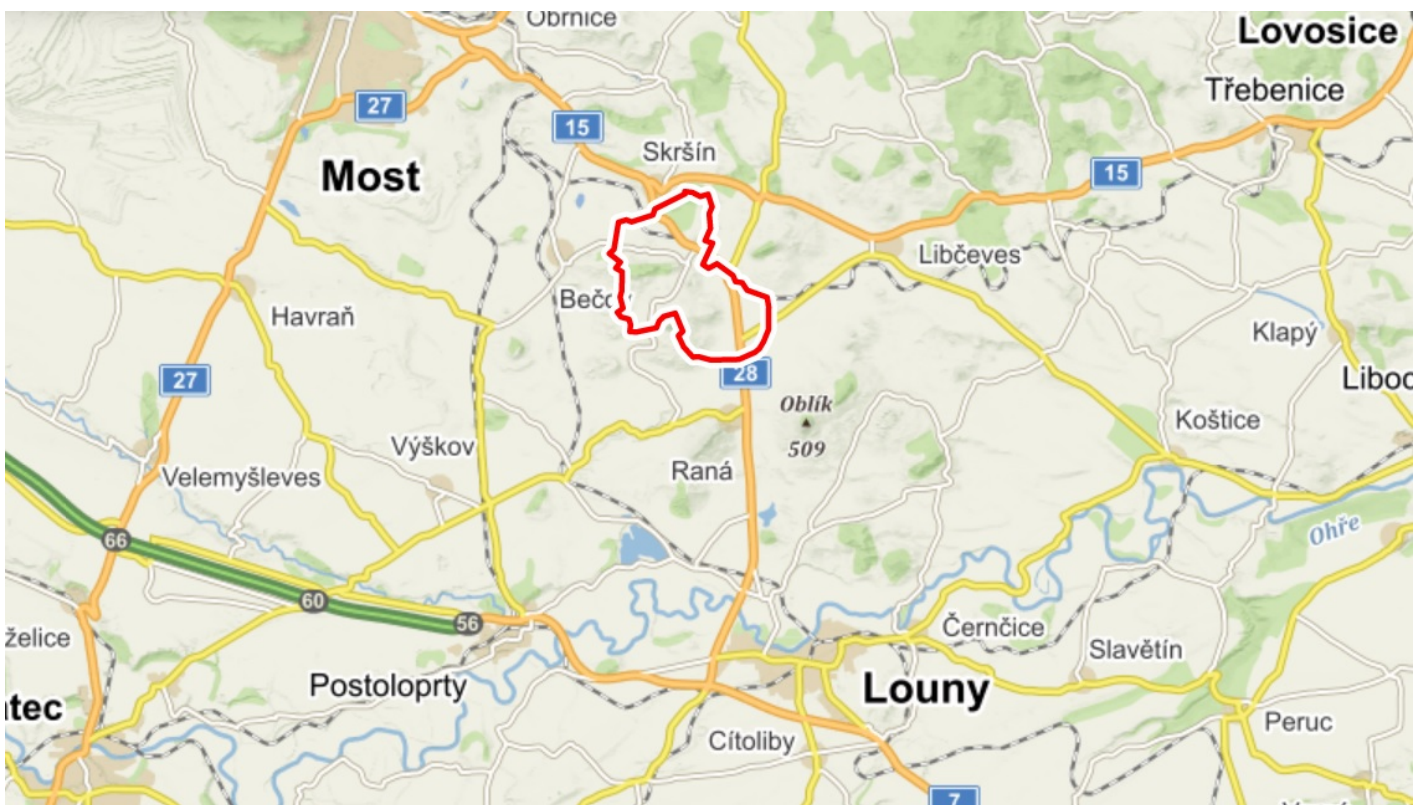 Obrnice
Lovosice
27
Třebenice
15
Skršín
15
Most
Libčeves
Bečov
Havraň
Klapý
27
28
Oblík
509
Koštice
Výškov
Raná
Velemyšleves
66
Ohře
60
56
Černčice
želice
Slavětín
Postoloprty
Louny
tec
Peruc
Cítoliby
7